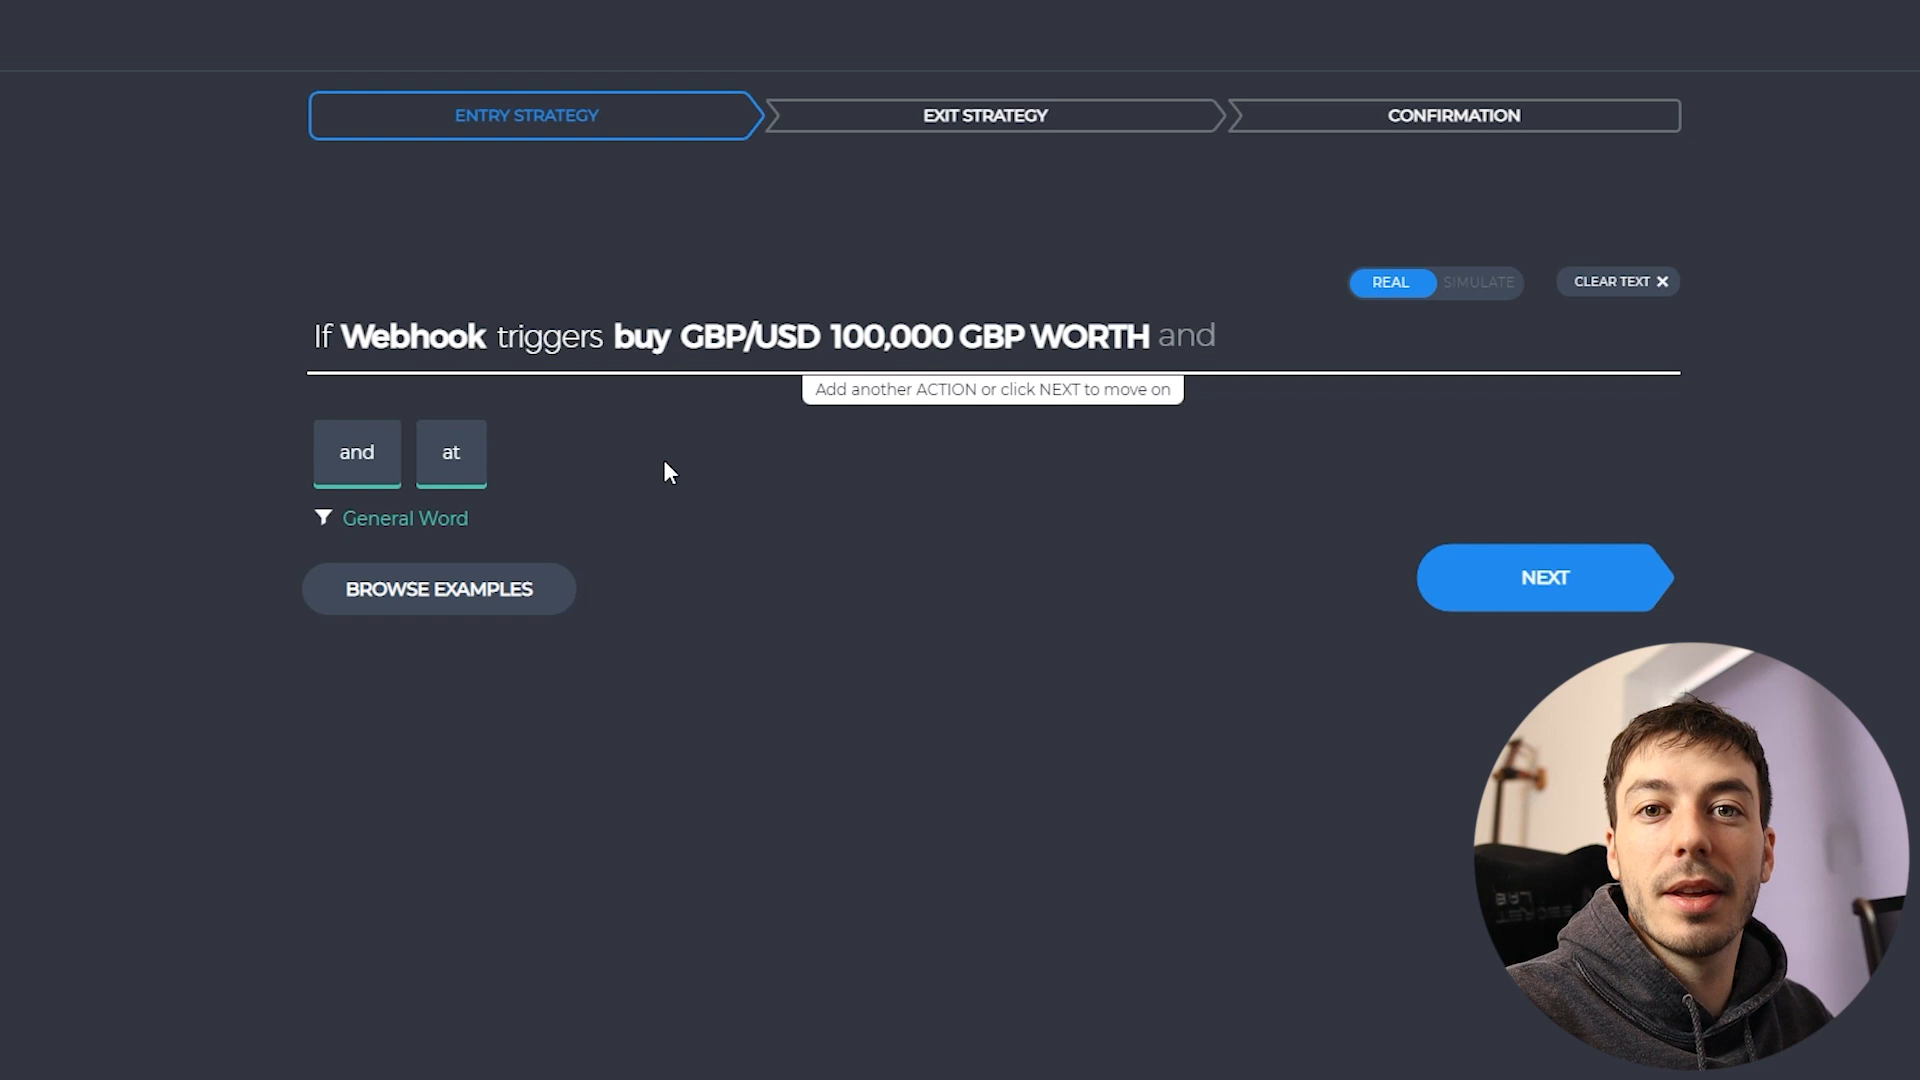 ENTRY STRATEGY
EXIT STRATEGY
CONFIRMATION
REAL
SIMULATE
CLEAR TEXT
If Webhook triggers buy GBP/USD 100,000 GBP WORTH and
Add another ACTION or click NEXT to move on
and
at
General Word
BROWSE EXAMPLES
NEXT